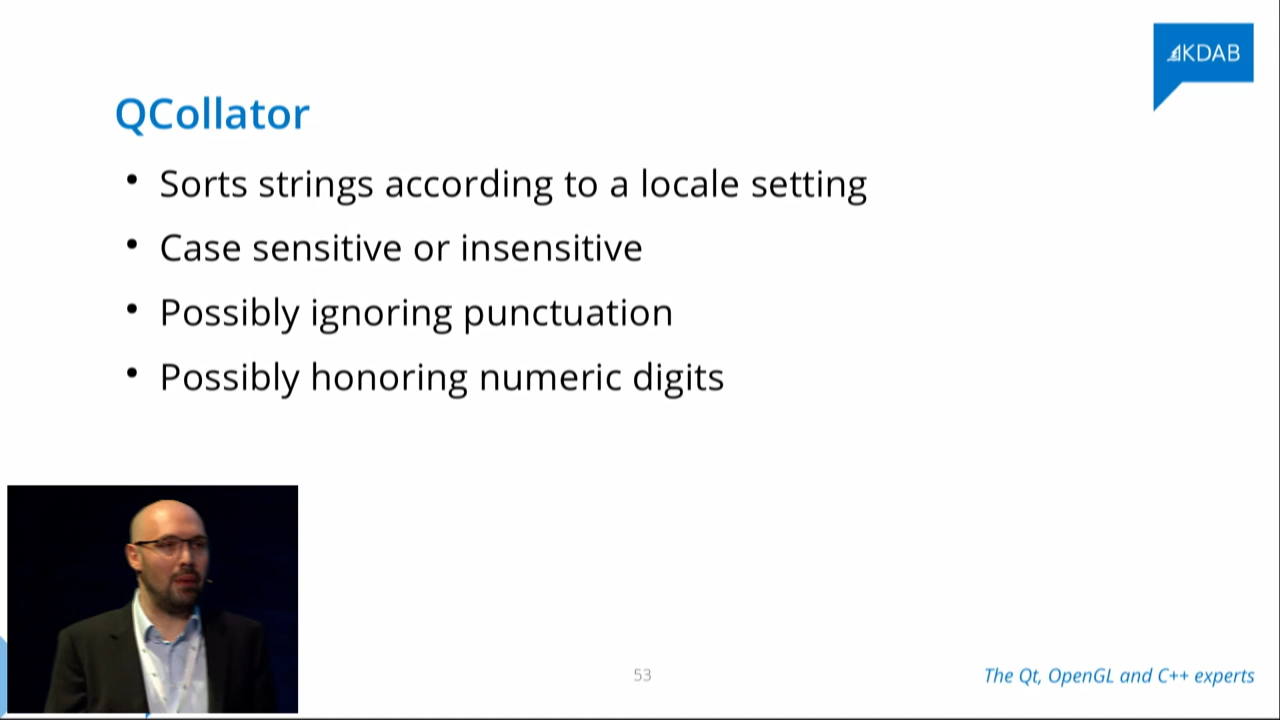 KDAB
QCollator
• Sorts strings according to a locale setting
• Case sensitive or insensitive
• Possibly ignoring punctuation
• Possibly honoring numeric digits
53
The Qt, OpenGL and C++ experts